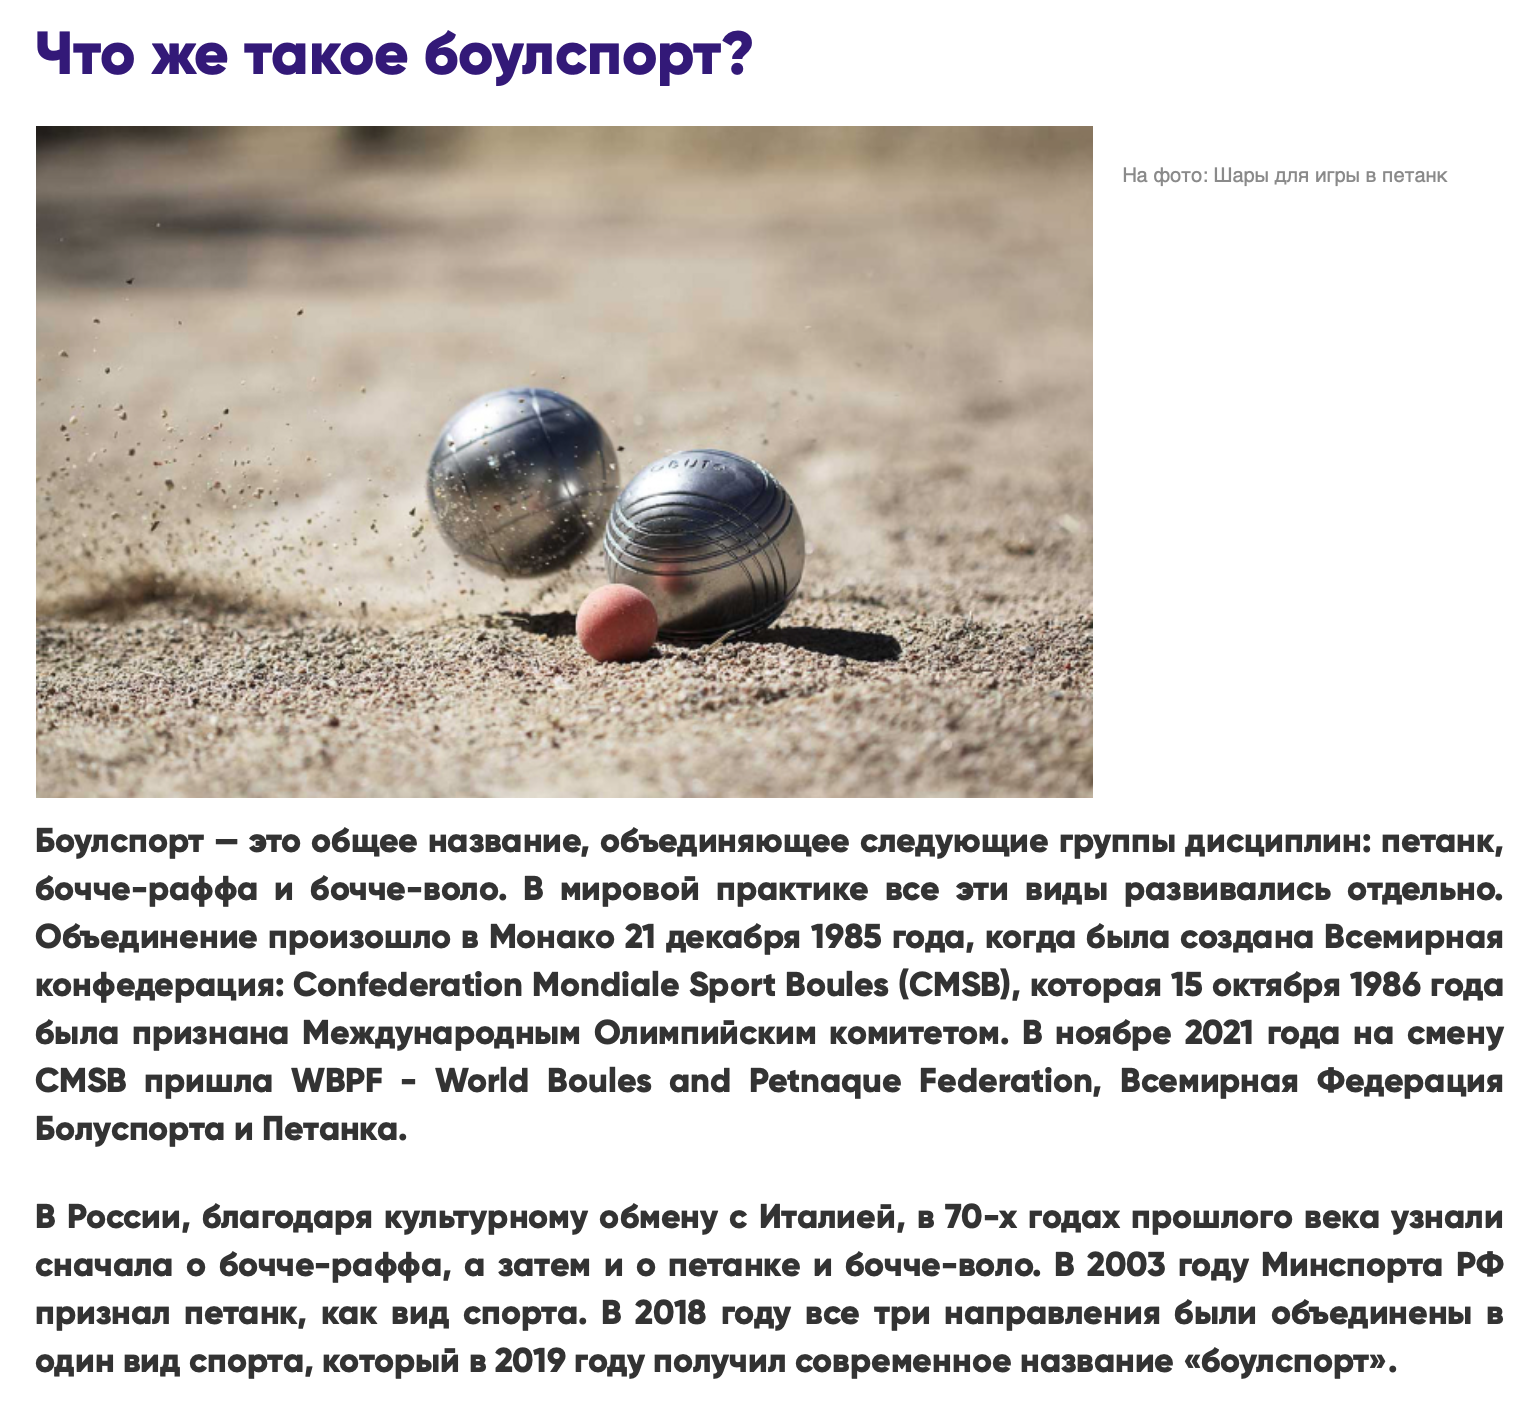 Что же такое боулспорт?
На фото: Шары для игры в петанк
Боулспорт — это общее название, объединяющее следующие группы дисциплин: петанк,
бочче-раффа и бочче-воло. В мировой практике все эти виды развивались отдельно.
Объединение произошло в Монако 21 декабря 1985 года, когда была создана Всемирная
конфедерация: Confederation Mondiale Sport Boules (CMSB), которая 15 октября 1986 года
была признана Международным Олимпийским комитетом. В ноябре 2021 года на смену
CMSB пришла WBPF - World Boules and Petnaque Federation, Всемирная Федерация
Болуспорта и Петанка.
В России, благодаря культурному обмену с Италией, в 70-х годах прошлого века узнали
сначала о бочче-раффа, а затем и о петанке и бочче-воло. В 2003 году Минспорта РФ
признал петанк, как вид спорта. В 2018 году все три направления были объединены в
один вид спорта, который в 2019 году получил современное название «боулспорт».